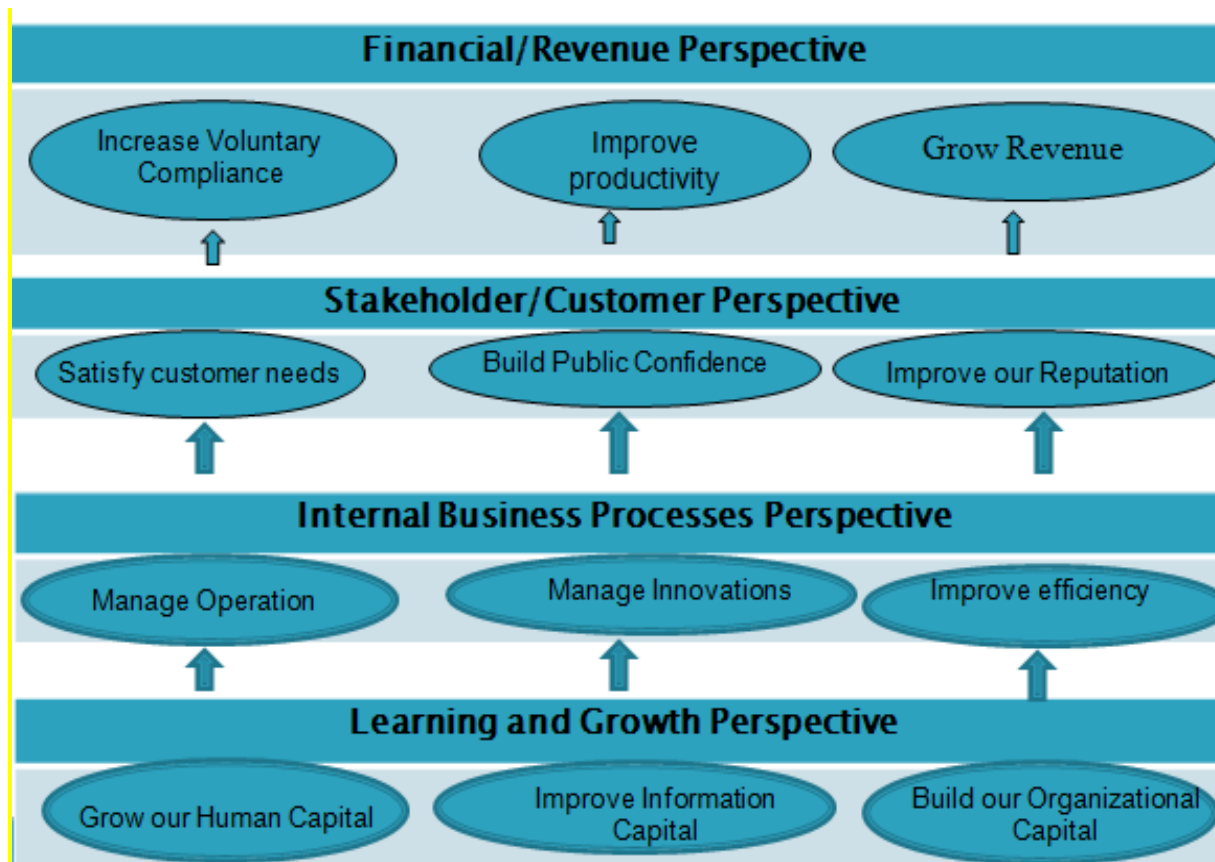 Financial/Revenue Perspective
Increase Voluntary
Compliance
Improve
productivity
Grow Revenue
Stakeholder/Customer Perspective
Satisfy customer needs
Build Public Confidence
Improve our Reputation
Internal Business Processes Perspective
Manage Operation
Manage Innovations
Improve efficiency
Learning and Growth Perspective
Grow our Human Capital
Improve Information
Capital
Build our Organizational
Capital